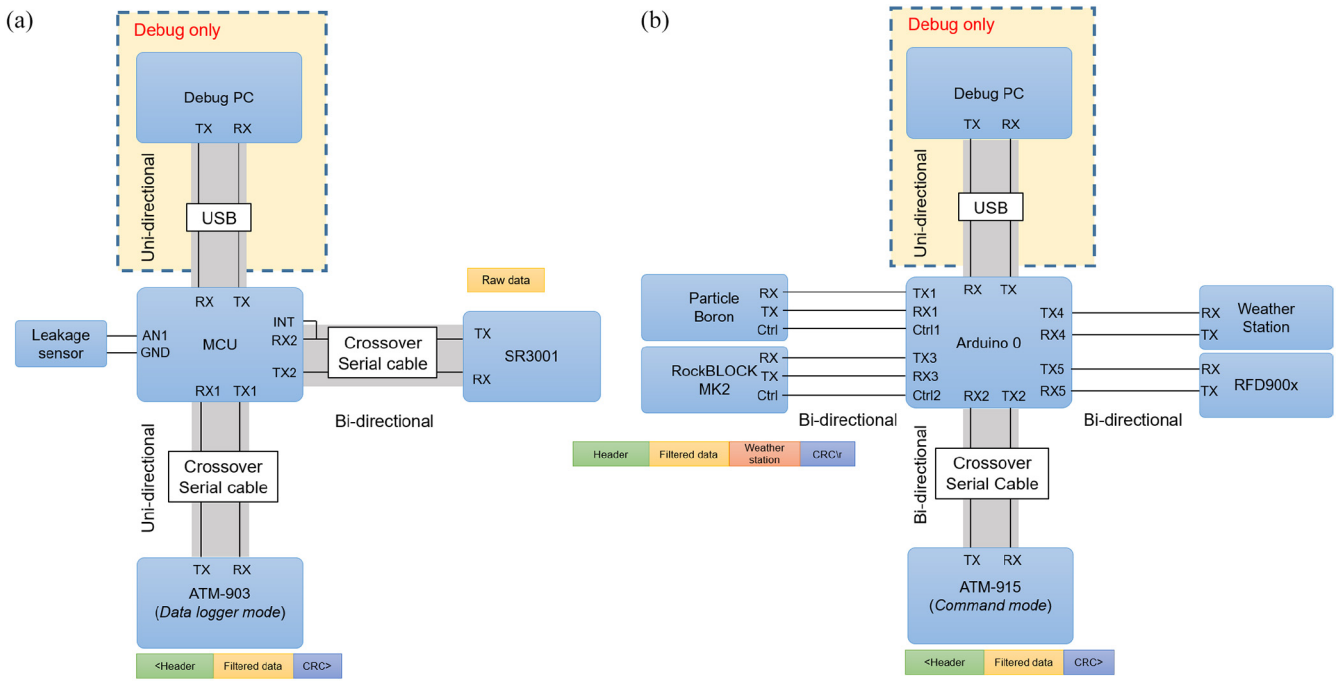 (a)
Debug only
Debug PC
TX RX
Uni-directional
USB
RX TX
Leakage
sensor
AN1
GND
MCU
INT
RX2
TX2
RX1 TX1
Crossover
Serial cable
Raw data
TX
SR3001
RX
Bi-directional
Uni-directional
Crossover
Serial cable
TX RX
ATM-903
(Data logger mode)
<Header Filtered data CRC>
(b)
Debug only
Debug PC
TX RX
Uni-directional
USB
RX TX
Particle
Boron
RX
TX
Ctrl
TX1
RX1
Ctrl1
RockBLOCK
MK2
RX
TX
Ctrl
TX3
RX3
Ctrl2
Arduino 0
TX4
RX4
TX5
RX5
RX2 TX2
RX
TX
Weather
Station
RX
TX
RFD900x
Bi-directional
Bi-directional
Header Filtered data Weather
station CRC\r
Bi-directional
Crossover
Serial Cable
TX RX
ATM-915
(Command mode)
<Header Filtered data CRC>